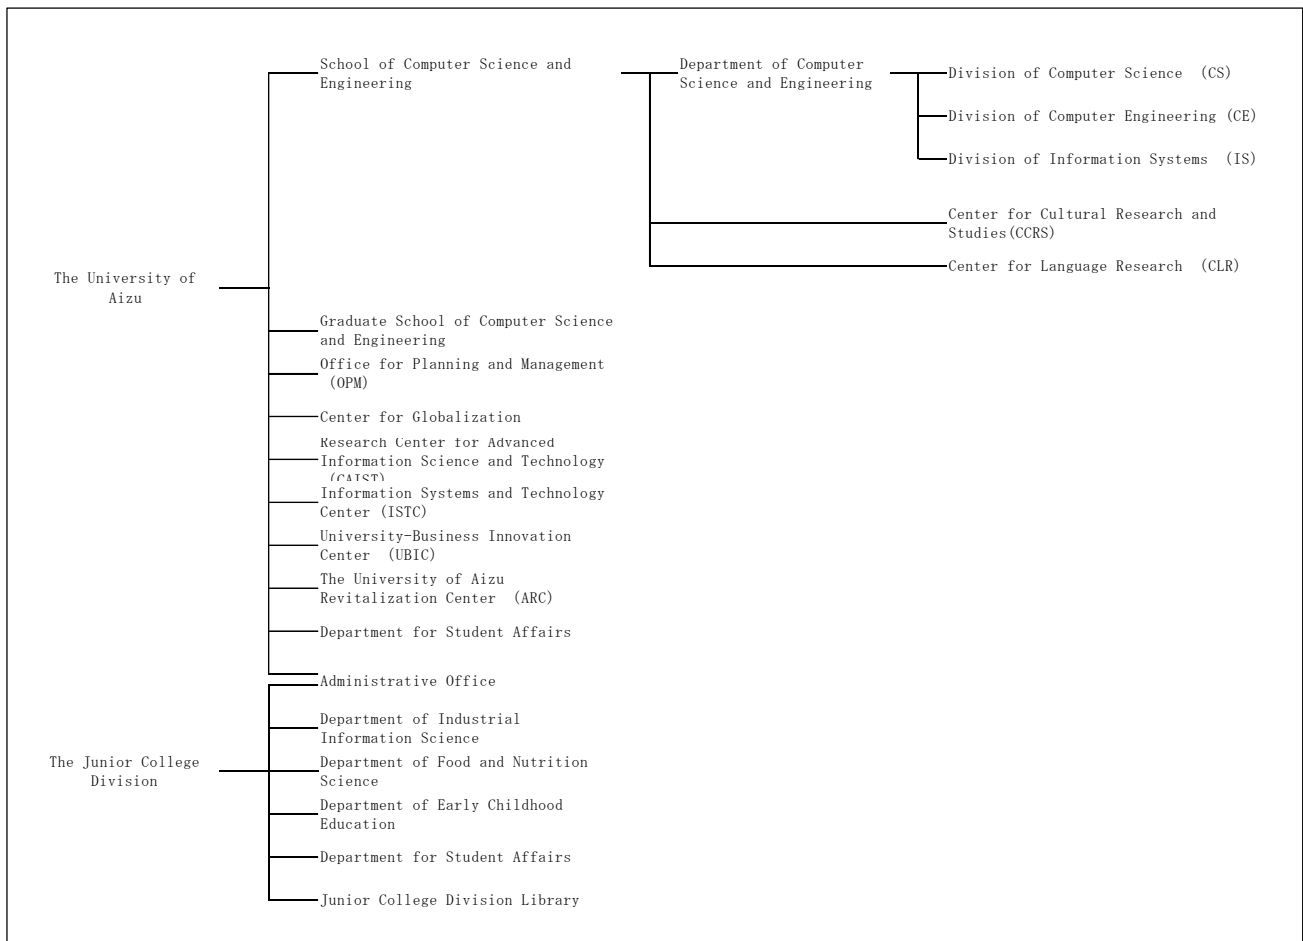 School of Computer Science and
Engineering
Department of Computer
Science and Engineering
Division of Computer Science (CS)
Division of Computer Engineering (CE)
Division of Information Systems (IS)
Center for Cultural Research and
Studies(CCRS)
Center for Language Research (CLR)
The University of
Aizu
Graduate School of Computer Science
and Engineering
Office for Planning and Management
(OPM)
Center for Globalization
Research Center for Advanced
Information Science and Technology
(CAIST)
Information Systems and Technology
Center (ISTC)
University-Business Innovation
Center (UBIC)
The University of Aizu
Revitalization Center (ARC)
Department for Student Affairs
Administrative Office
Department of Industrial
Information Science
The Junior College
Division
Department of Food and Nutrition
Science
Department of Early Childhood
Education
Department for Student Affairs
Junior College Division Library